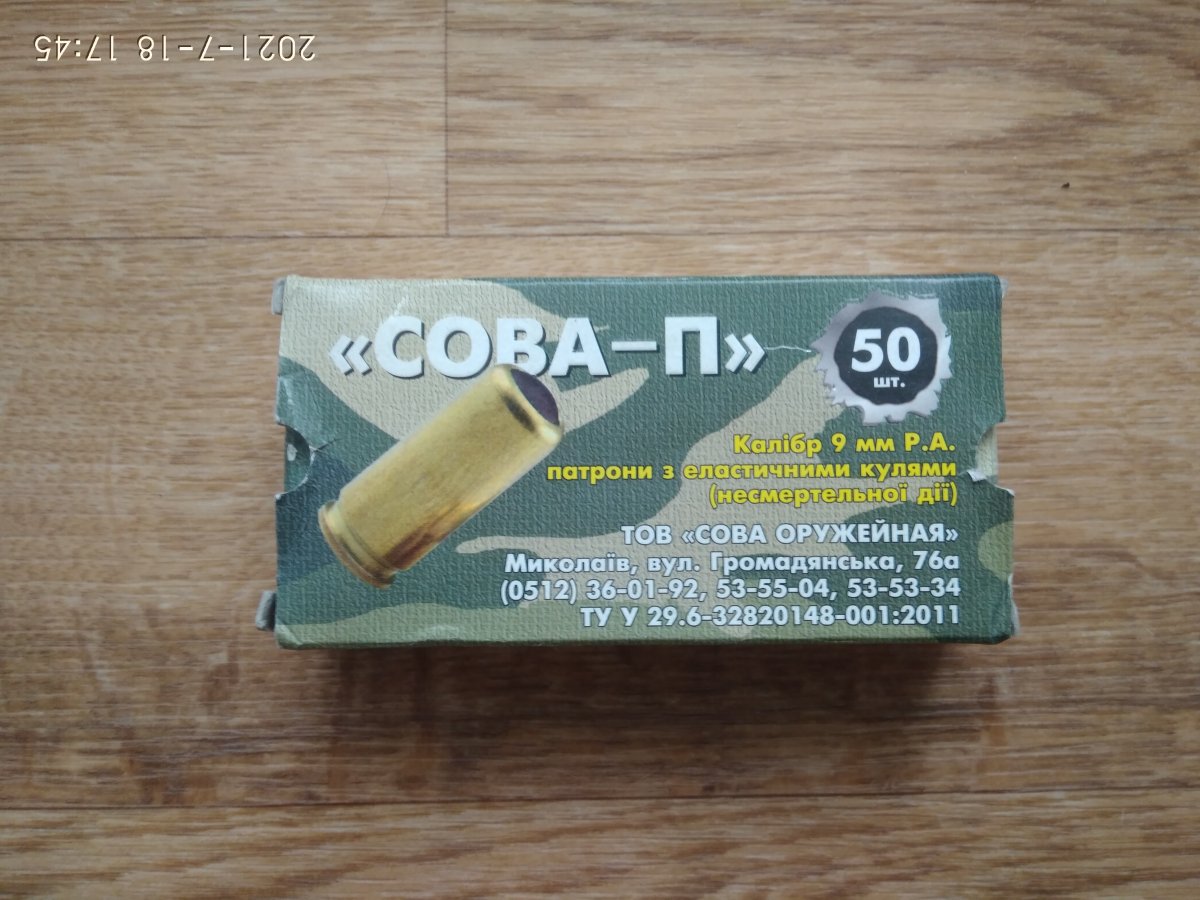 2021-7-18 17:45
«СОВА-П»
50
шт.
Калібр 9 мм Р.А.
патрони з еластичними кулями
(несмертельної дії)
ТОВ «СОВА ОРУЖЕЙНАЯ»
Миколаїв, вул. Громадянська, 76а
(0512) 36-01-92, 53-55-04, 53-53-34
ТУ У 29.6-32820148-001:2011